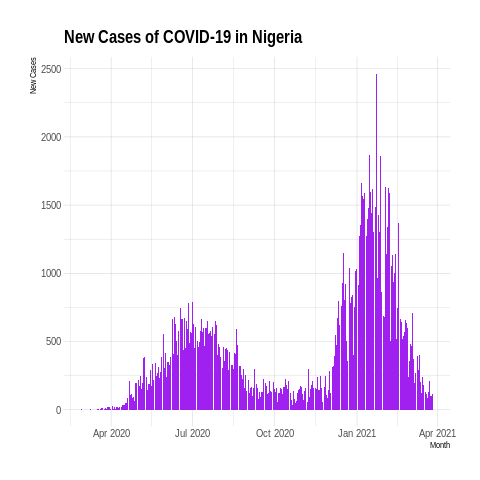 New Cases of COVID-19 in Nigeria
New Cases
2500
2000
1500
1000
500
0
Apr 2020
Jul 2020
Oct 2020
Jan 2021
Apr 2021
Month